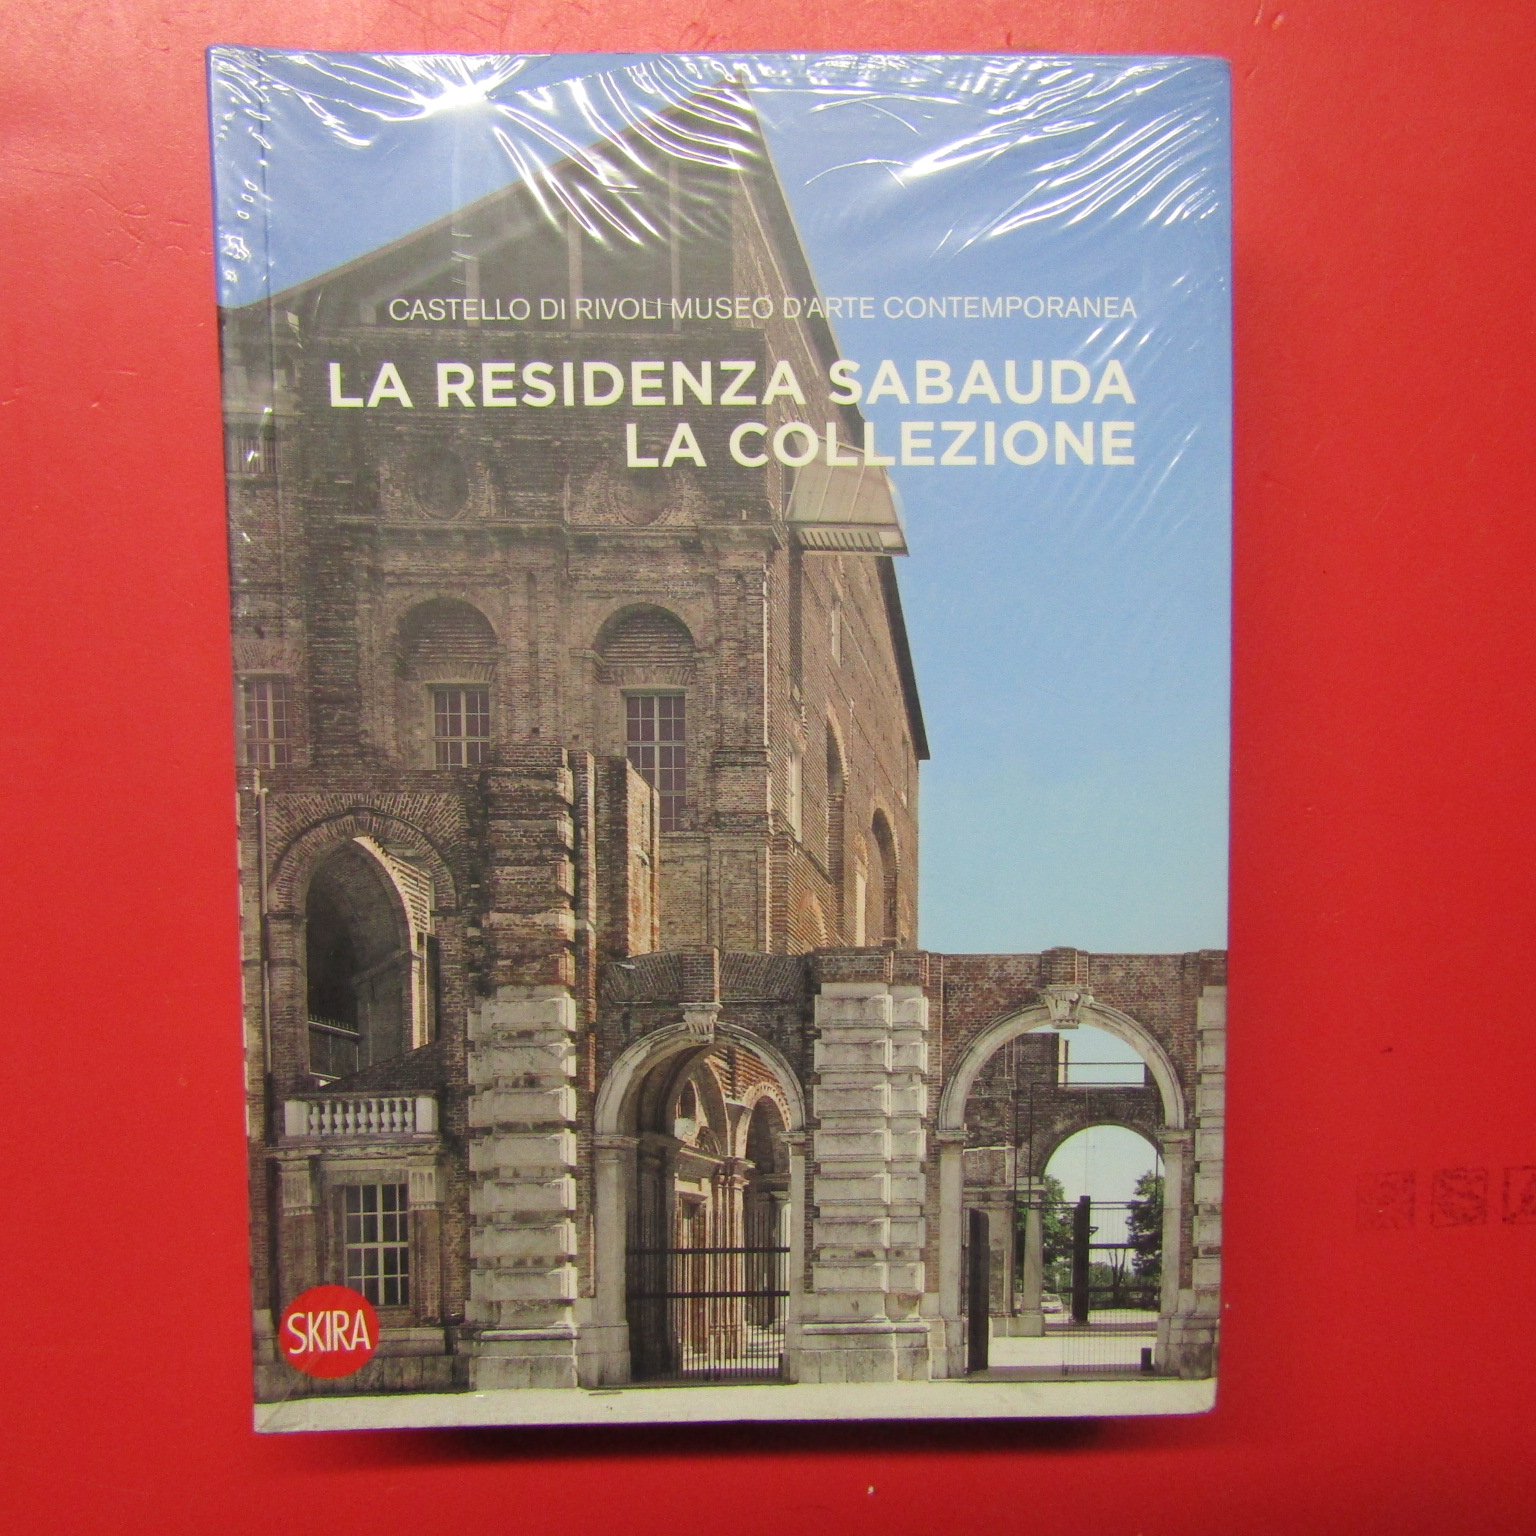 CASTELLO DI RIVOLI MUSEO D'ARTE CONTEMPORANEA
LA RESIDENZA SABAUDA
LA COLLEZIONE
SKIRA